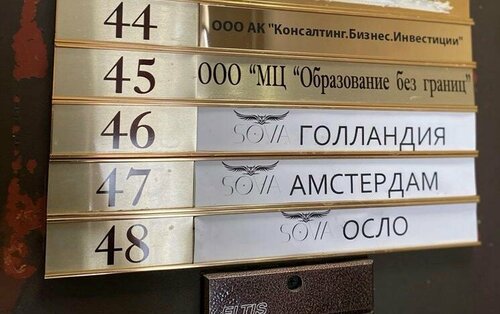 44 ООО АК "Консалтинг.Бизнес.Инвестиции"
45 ООО "МЦ "Образование без границ"
46 SOVA ГОЛЛАНДИЯ
47 SOVA АМСТЕРДАМ
48 SOVA ОСЛО
ELTIS